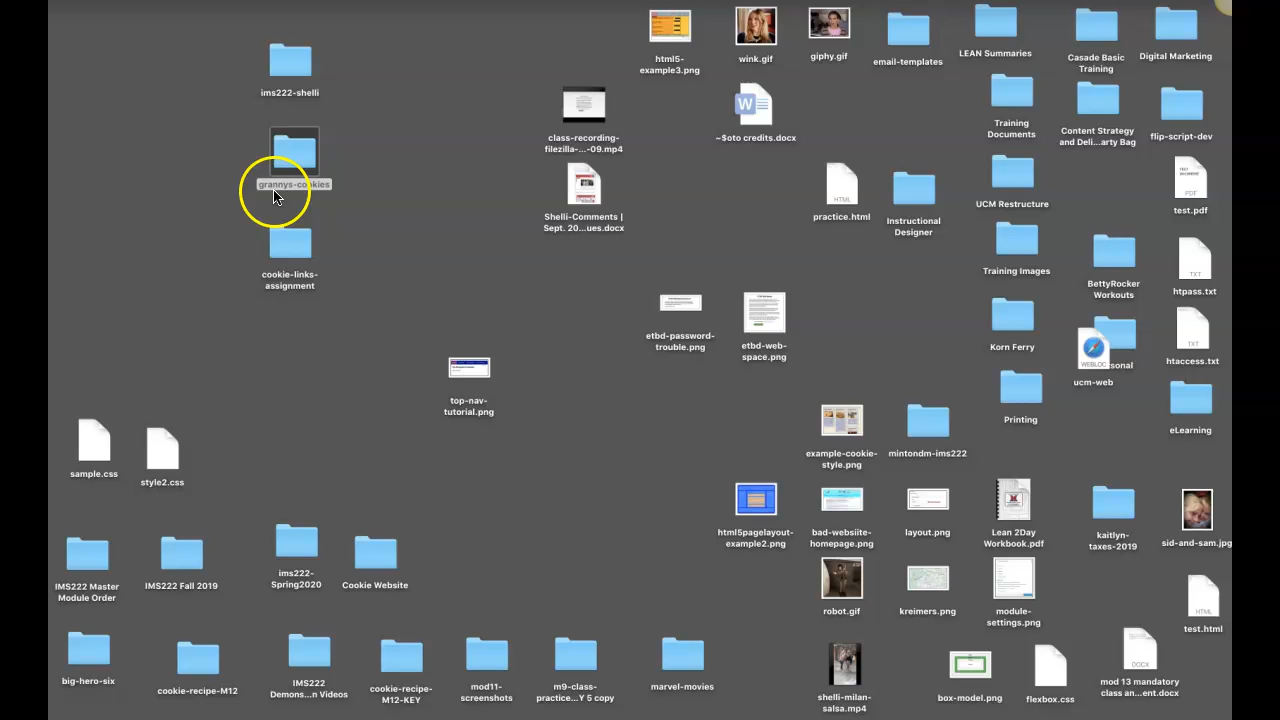 ims222-shelli
grannys-cookies
cookie-links-
assignment
html5-
example3.png
wink.gif
giphy.gif
email-templates
LEAN Summaries
Casade Basic
Training
Digital Marketing
class-recording-
filezilla-...-09.mp4
W
~$oto credits.docx
Training
Documents
Content Strategy
and Deli...arty Bag
flip-script-dev
Shelli-Comments |
Sept. 20...ues.docx
HTML
practice.html
Instructional
Designer
UCM Restructure
PDF
test.pdf
Training Images
BettyRocker
Workouts
TXT
htpass.txt
etbd-password-
trouble.png
etbd-web-
space.png
Korn Ferry
WEBLOC
sonal
ucm-web
TXT
htaccess.txt
top-nav-
tutorial.png
Printing
eLearning
sample.css
style2.css
example-cookie-
style.png
mintondm-ims222
html5pagelayout-
example2.png
bad-websiite-
homepage.png
layout.png
Lean 2Day
Workbook.pdf
kaitlyn-
taxes-2019
sid-and-sam.jpg
IMS222 Master
Module Order
IMS222 Fall 2019
ims222-
Spring2020
Cookie Website
robot.gif
kreimers.png
module-
settings.png
HTML
test.html
big-hero-six
cookie-recipe-M12
IMS222
Demons...n Videos
cookie-recipe-
M12-KEY
mod11-
screenshots
m9-class-
practice...Y 5 copy
marvel-movies
shelli-milan-
salsa.mp4
box-model.png
flexbox.css
DOCX
mod 13 mandatory
class an...ent.docx